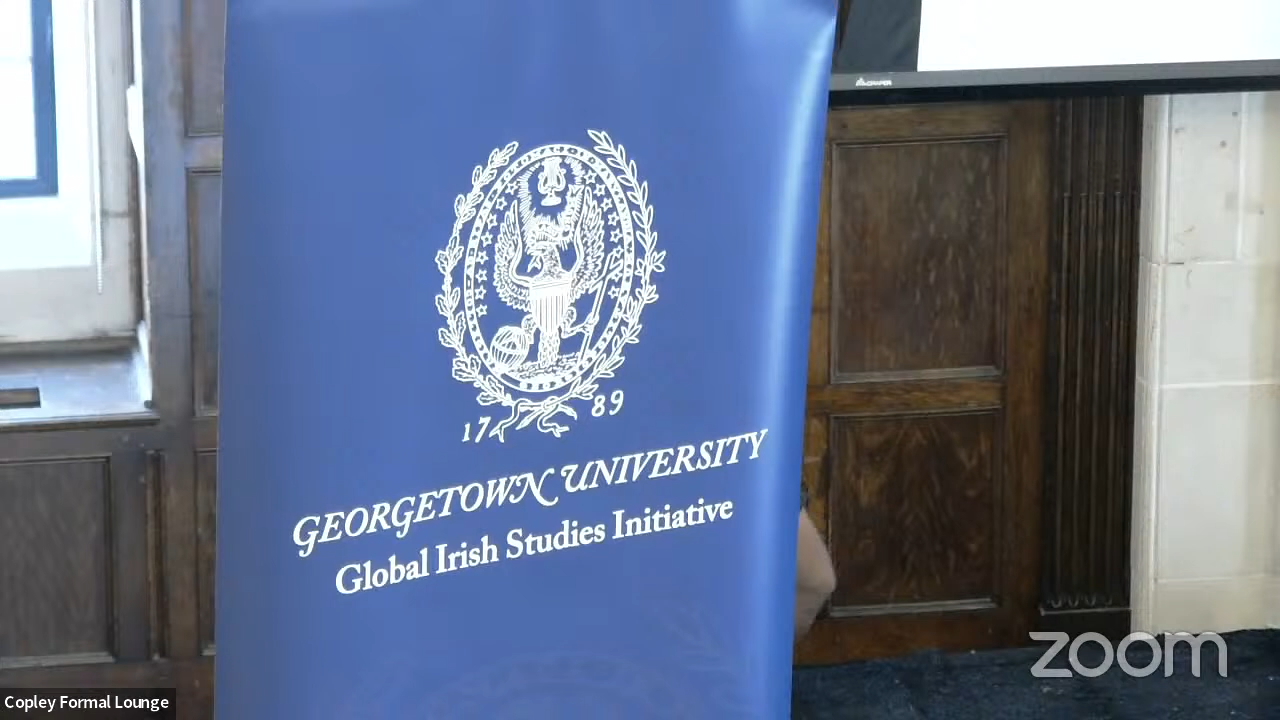 17 89
GEORGETOWN UNIVERSITY
Global Irish Studies Initiative
zoom
Copley Formal Lounge